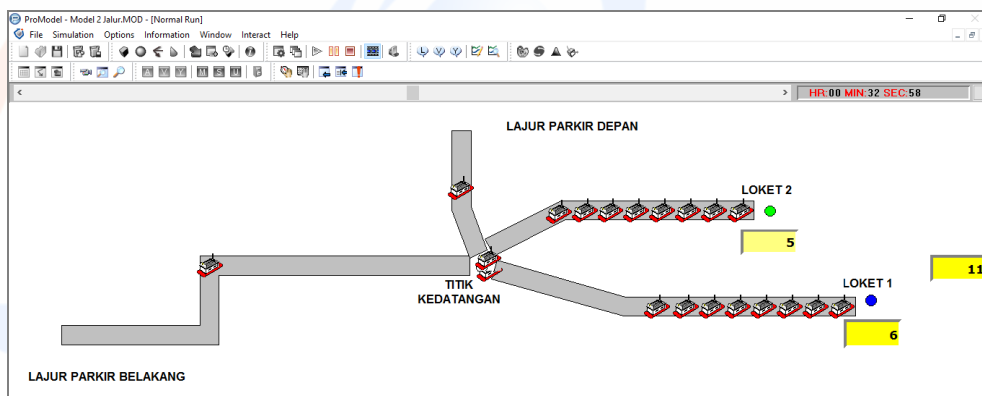 ProModel - Model 2 Jalur.MOD - [Normal Run]
File Simulation Options Information Window Interact Help
HR:00 MIN:32 SEC:58
LAJUR PARKIR DEPAN
LOKET 2
5
11
TITIK
KEDATANGAN
LOKET 1
6
LAJUR PARKIR BELAKANG